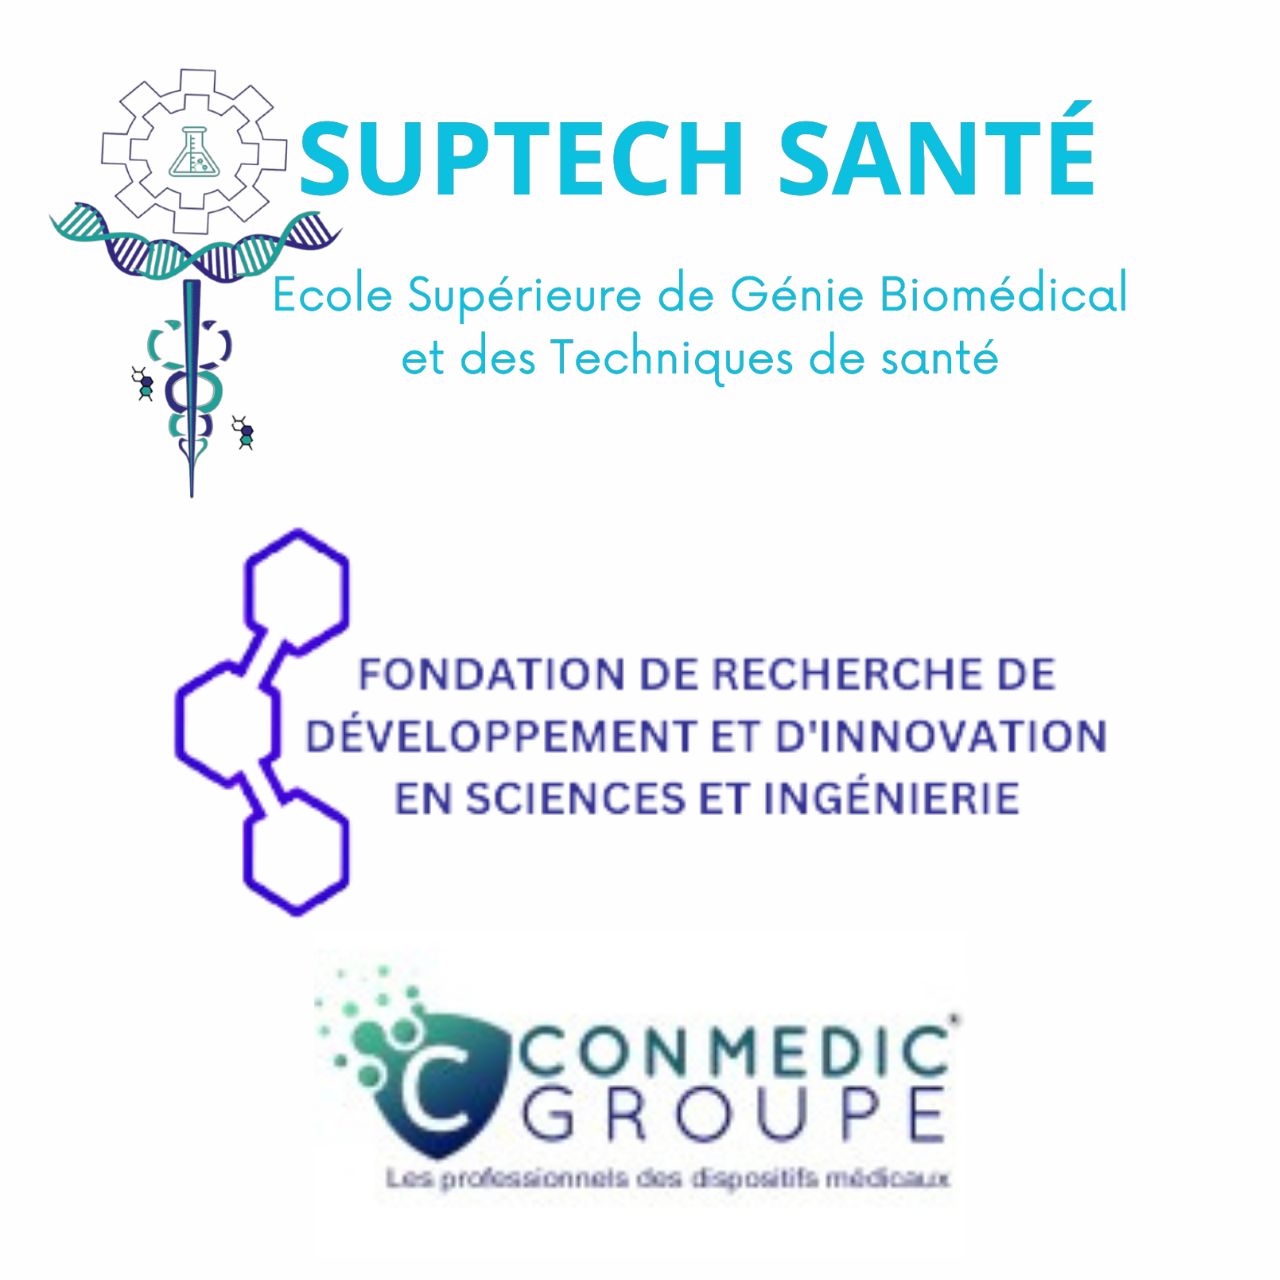 SUPTECH SANTÉ
Ecole Supérieure de Génie Biomédical
et des Techniques de santé
FONDATION DE RECHERCHE DE
DÉVELOPPEMENT ET D'INNOVATION
EN SCIENCES ET INGÉNIERIE
C
CONMEDIC
GROUPE
Les professionnels des dispositifs médicaux